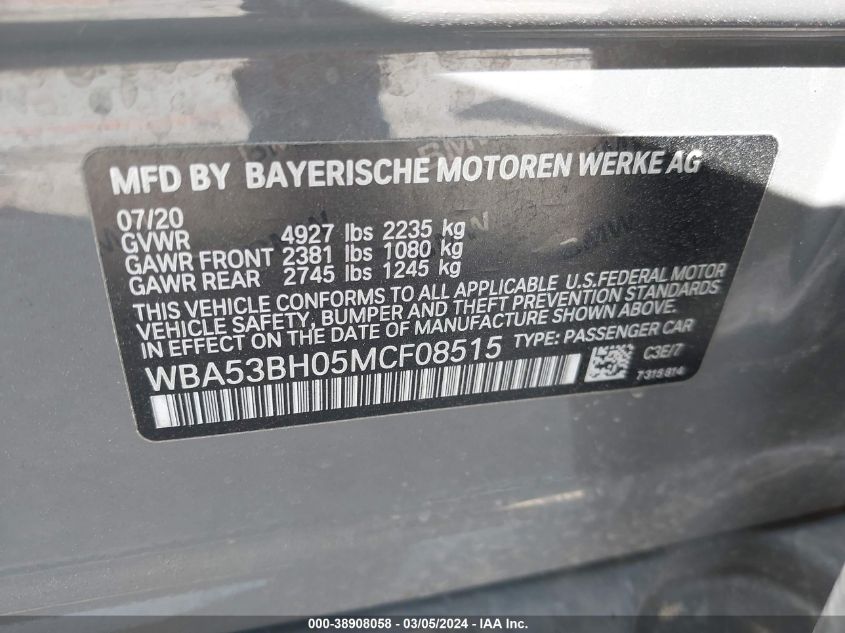 MFD BY BAYERISCHE MOTOREN WERKE AG
07/20
GVWR 4927 lbs 2235 kg
GAWR FRONT 2381 lbs 1080 kg
GAWR REAR 2745 lbs 1245 kg
THIS VEHICLE CONFORMS TO ALL APPLICABLE U.S.FEDERAL MOTOR
VEHICLE SAFETY, BUMPER AND THEFT PREVENTION STANDARDS
IN EFFECT ON THE DATE OF MANUFACTURE SHOWN ABOVE.
WBA53BH05MCF08515 TYPE: PASSENGER CAR
C3E/7
7315814
000-38908058 - 03/05/2024 - IAA Inc.